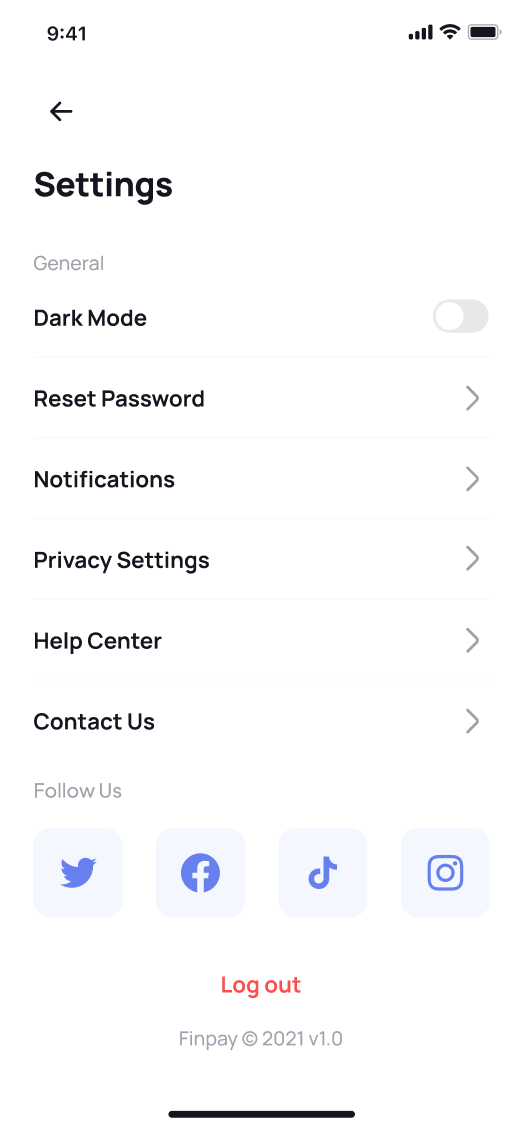 9:41
Settings
General
Dark Mode
Reset Password
Notifications
Privacy Settings
Help Center
Contact Us
Follow Us
Log out
Finpay © 2021 v1.0